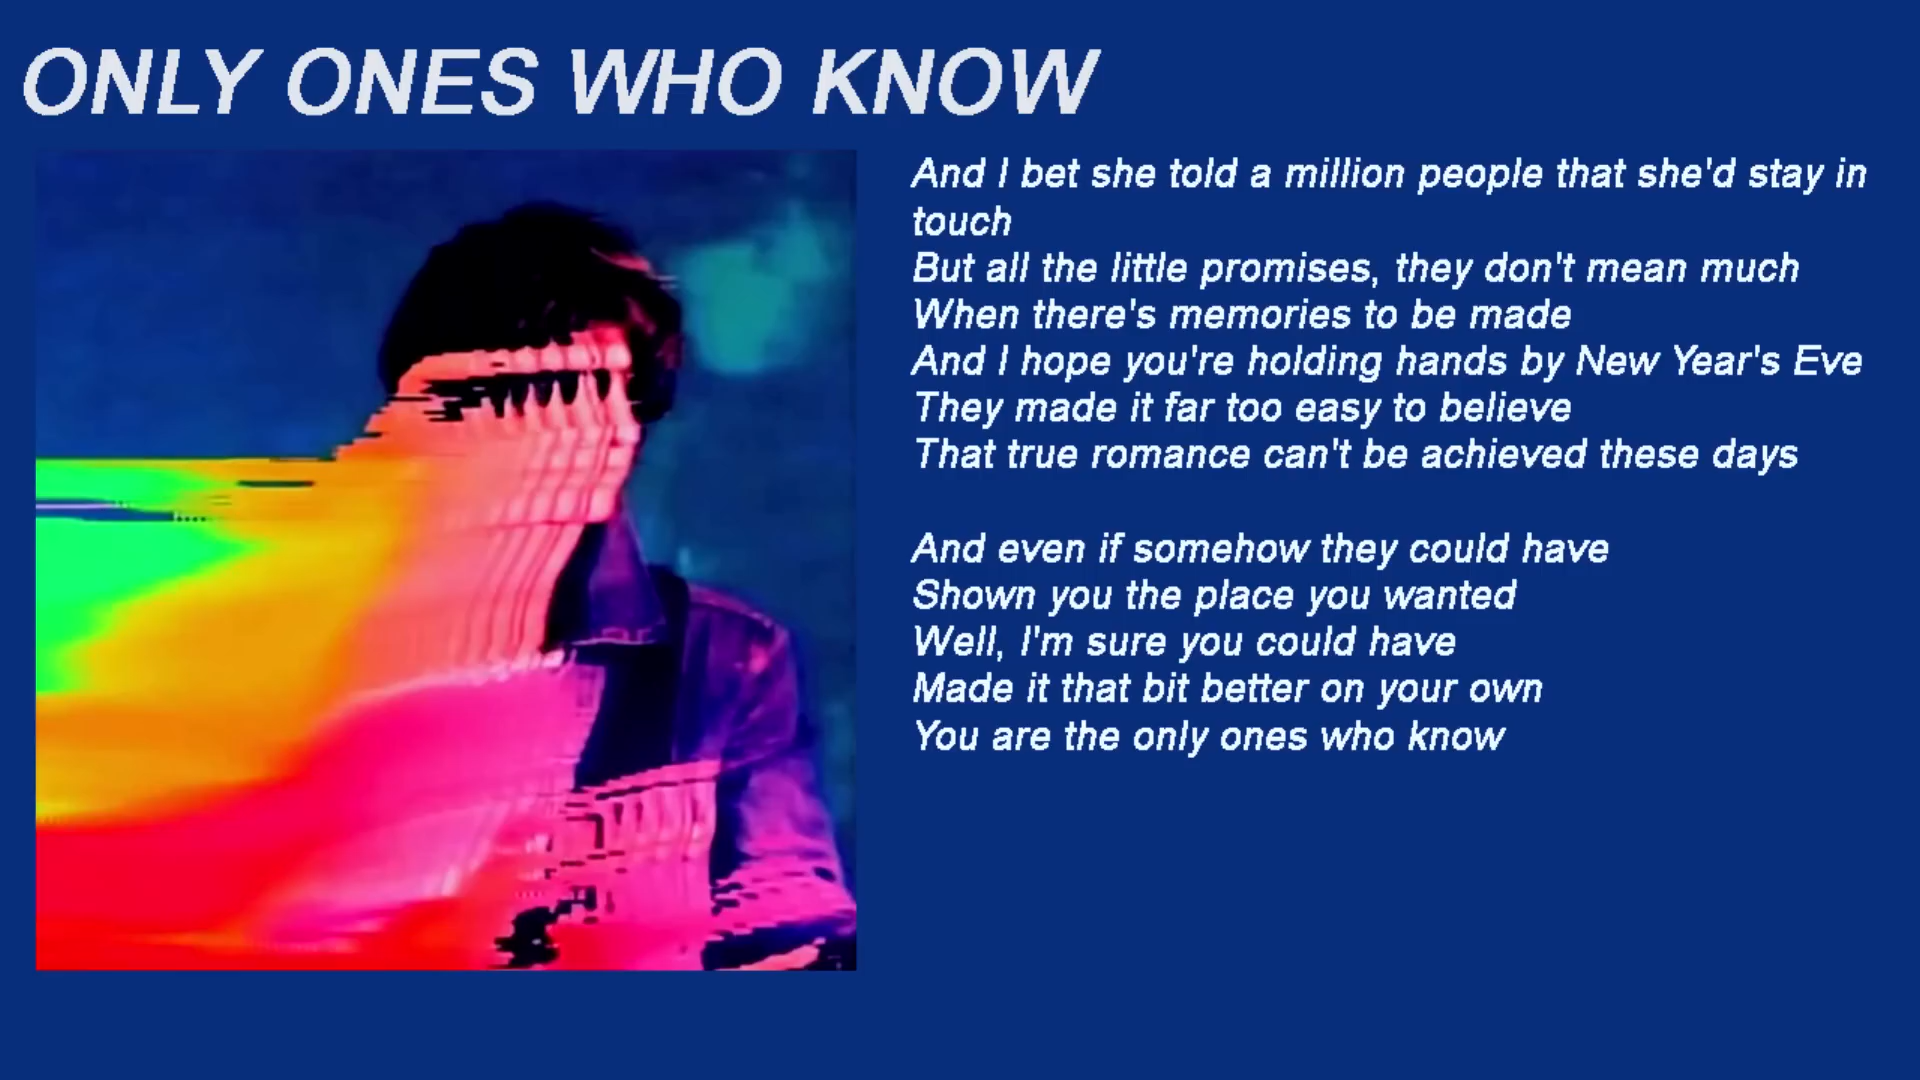 ONLY ONES WHO KNOW
And I bet she told a million people that she'd stay in
touch
But all the little promises, they don't mean much
When there's memories to be made
And I hope you're holding hands by New Year's Eve
They made it far too easy to believe
That true romance can't be achieved these days
And even if somehow they could have
Shown you the place you wanted
Well, I'm sure you could have
Made it that bit better on your own
You are the only ones who know